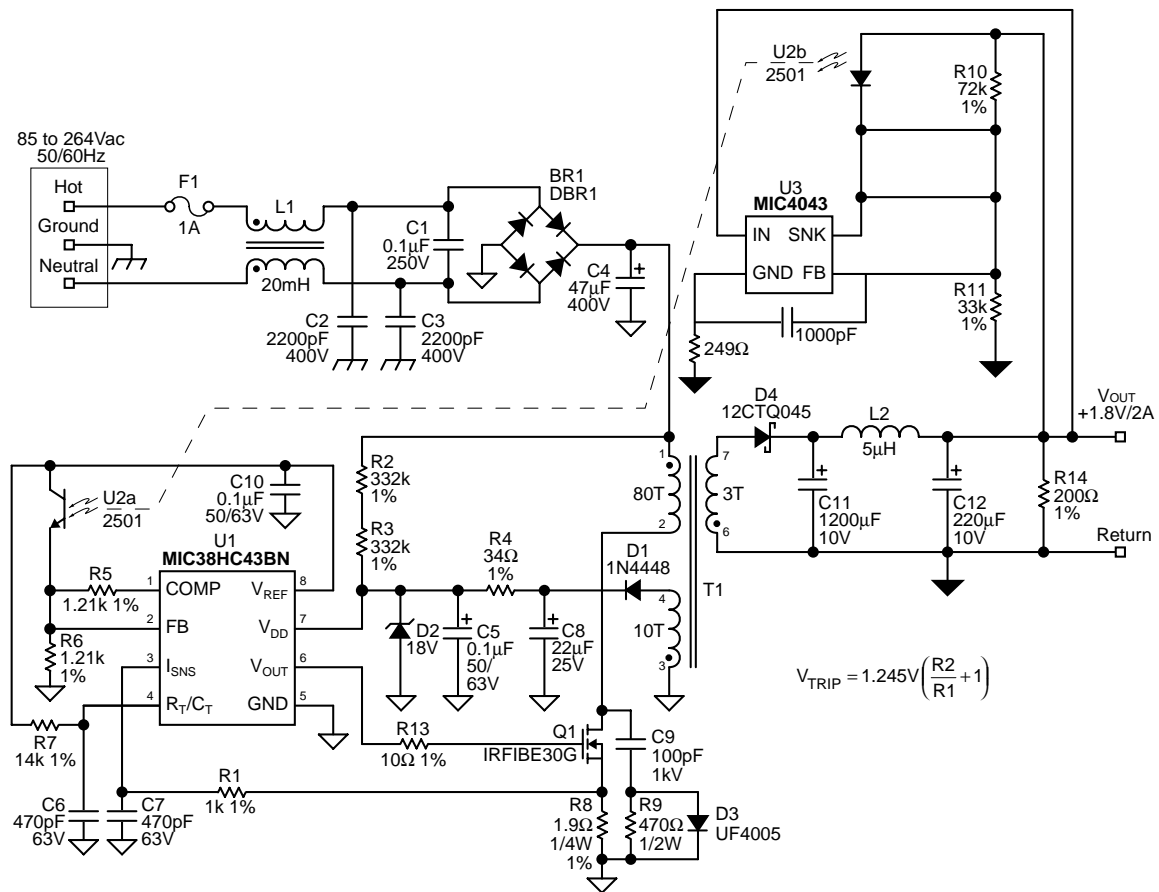 85 to 264Vac
50/60Hz
Hot
Ground
Neutral
F1
1A
L1
20mH
C1
0.1µF
250V
C2
2200pF
400V
C3
2200pF
400V
BR1
DBR1
C4
47µF
400V
U2b
2501
R10
72k
1%
U3
MIC4043
IN
SNK
GND
FB
R11
33k
1%
1000pF
249Ω
D4
12CTQ045
L2
5µH
VOUT
+1.8V/2A
1
2
80T
7
3T
6
C11
1200µF
10V
C12
220µF
10V
R14
200Ω
1%
Return
T1
R2
332k
1%
R3
332k
1%
R4
34Ω
1%
D1
1N4448
4
10T
3
C10
0.1µF
50/63V
U2a
2501
U1
MIC38HC43BN
R5
1.21k 1%
R6
1.21k
1%
1
COMP
VREF
8
2
FB
VDD
7
3
ISNS
VOUT
6
4
RT/CT
GND
5
D2
18V
C5
0.1µF
50/
63V
C8
22µF
25V
VTRIP = 1.245V(R2/R1 + 1)
R7
14k 1%
R13
10Ω 1%
Q1
IRFIBE30G
C9
100pF
1kV
R1
1k 1%
C6
470pF
63V
C7
470pF
63V
R8
1.9Ω
1/4W
1%
R9
470Ω
1/2W
D3
UF4005